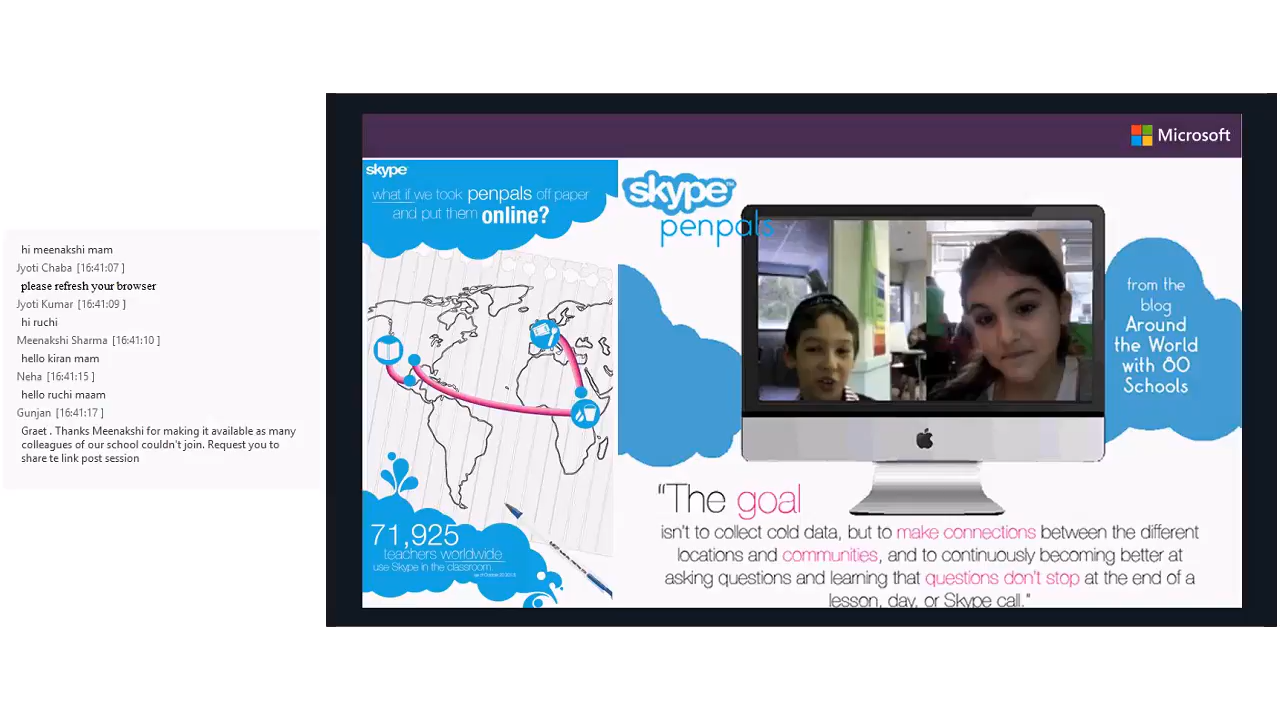 hi meenakshi mam
Jyoti Chaba [16:41:07 ]
please refresh your browser
Jyoti Kumar [16:41:09 ]
hi ruchi
Meenakshi Sharma [16:41:10 ]
hello kiran mam
Neha [16:41:15 ]
hello ruchi maam
Gunjan [16:41:17 ]
Graet . Thanks Meenakshi for making it available as many
colleagues of our school couldn't join. Request you to
share te link post session
Microsoft
skype™
what if we took penpals off paper
and put them online?
71,925
teachers worldwide
use Skype in the classroom
skype™
penpals
from the
blog
Around
the World
with 80
Schools
“The goal
isn't to collect cold data, but to make connections between the different
locations and communities, and to continuously becoming better at
asking questions and learning that questions don't stop at the end of a
lesson, day, or Skype call.”